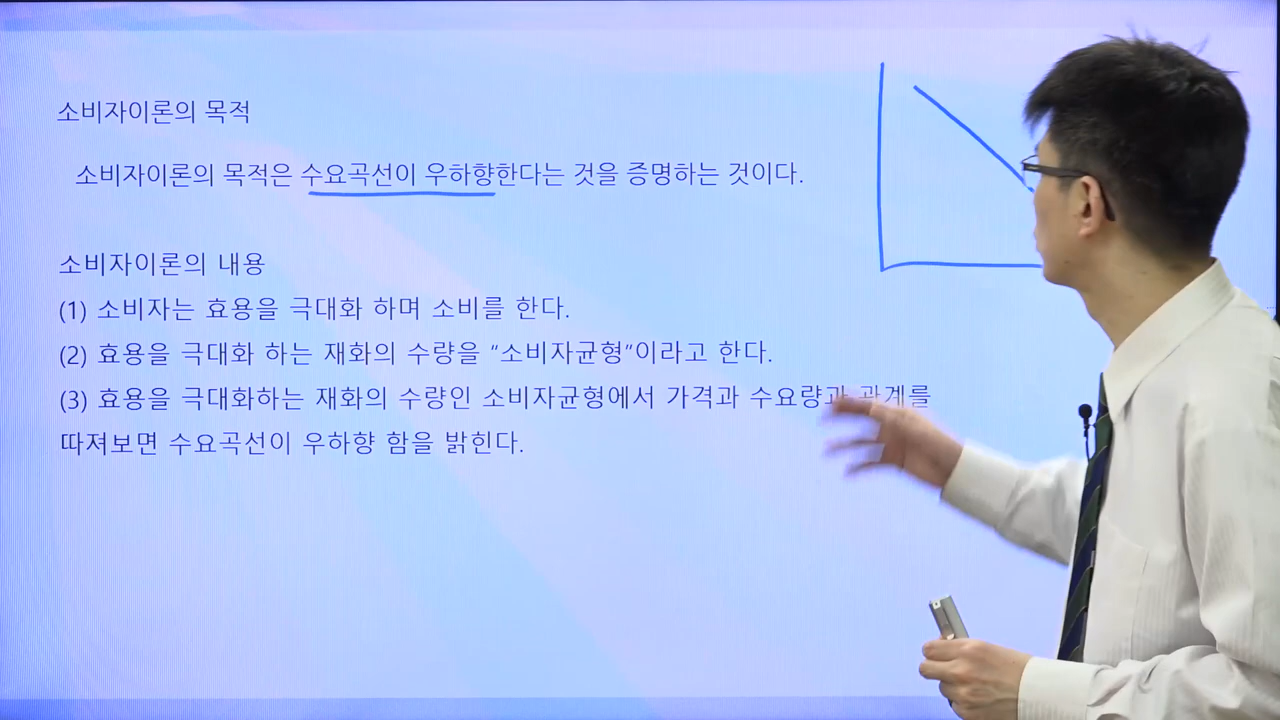 소비자이론의 목적
소비자이론의 목적은 수요곡선이 우하향한다는 것을 증명하는 것이다.
소비자이론의 내용
(1) 소비자는 효용을 극대화 하며 소비를 한다.
(2) 효용을 극대화 하는 재화의 수량을 “소비자균형”이라고 한다.
(3) 효용을 극대화하는 재화의 수량인 소비자균형에서 가격과 수요량과 관계를
따져보면 수요곡선이 우하향 함을 밝힌다.